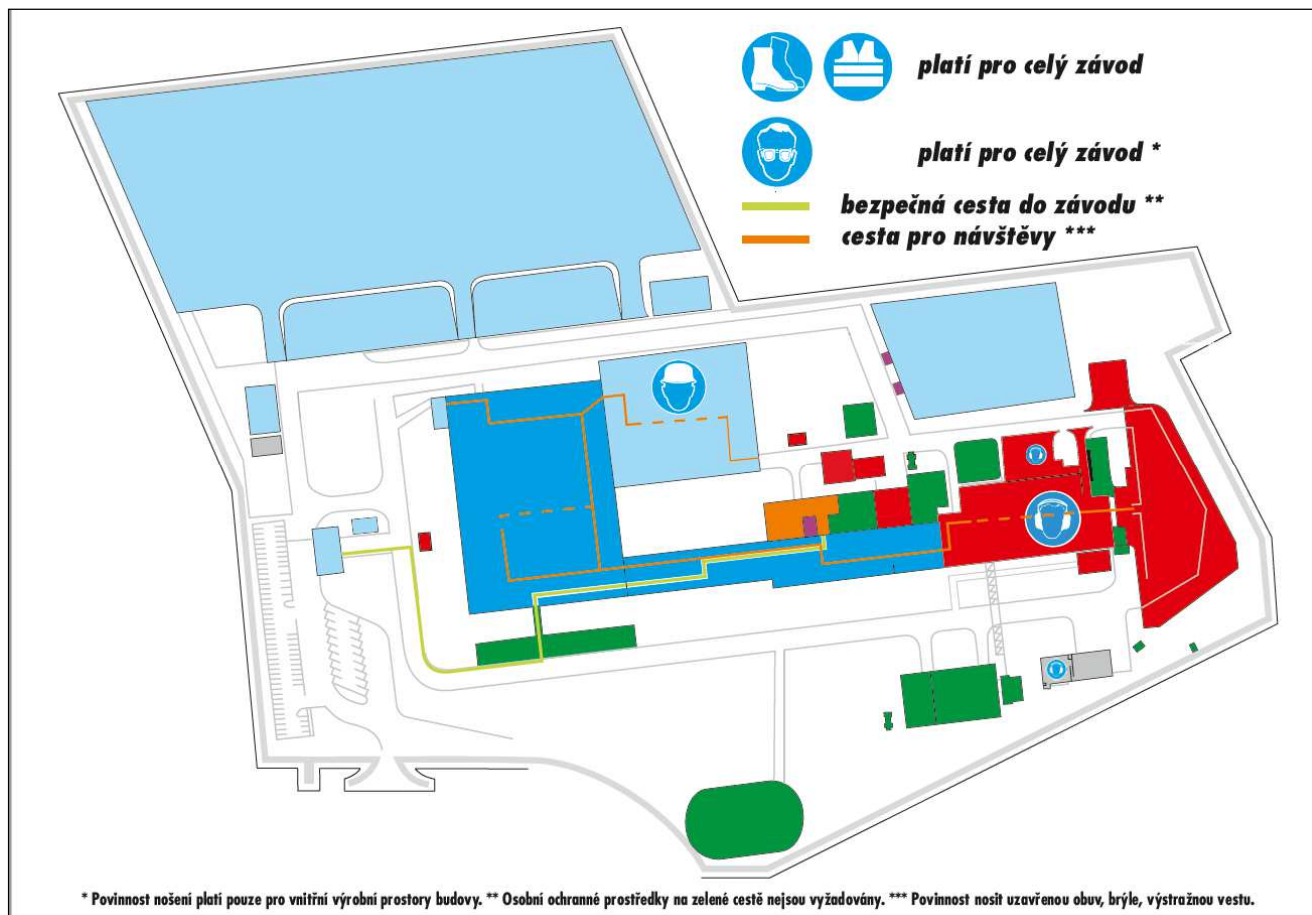 platí pro celý závod
platí pro celý závod *
bezpečná cesta do závodu **
cesta pro návštěvy ***
* Povinnost nošení platí pouze pro vnitřní výrobní prostory budovy. ** Osobní ochranné prostředky na zelené cestě nejsou vyžadovány. *** Povinnost nosit uzavřenou obuv, brýle, výstražnou vestu.